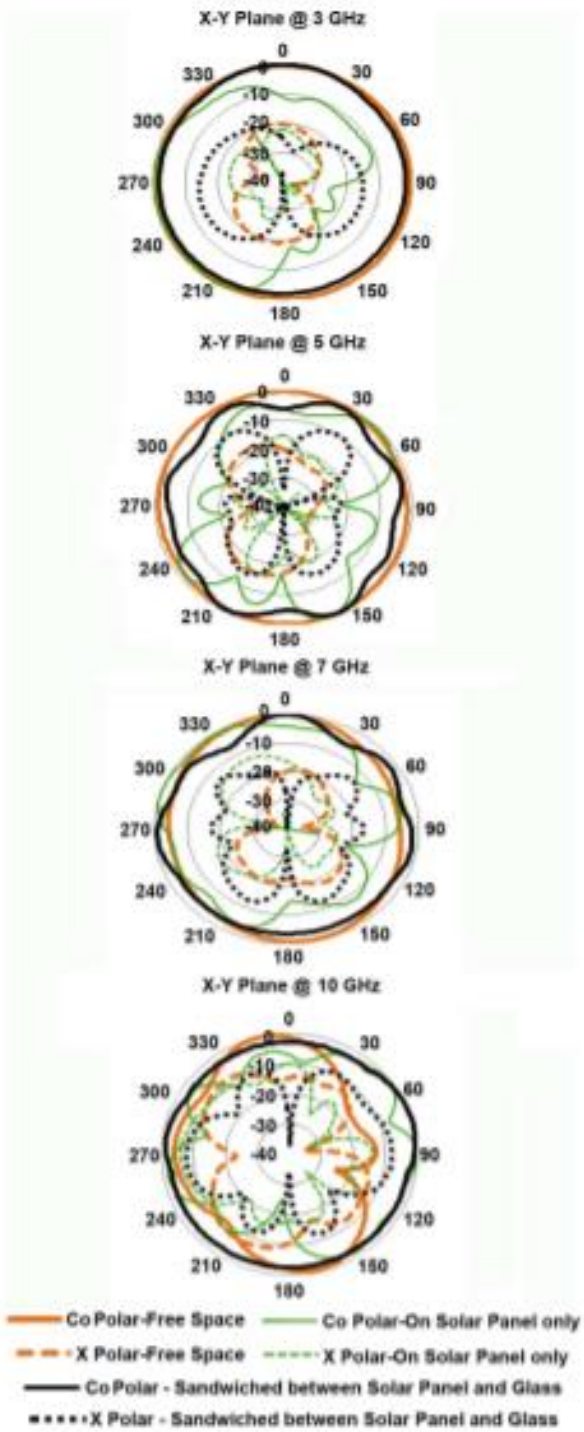 X-Y Plane @ 3 GHz
0
330 0 30
-10
300 -20 60
-30
270 -40 90
240 120
210 150
180
X-Y Plane @ 5 GHz
0
330 0 30
-10
300 -20 60
-30
270 -40 90
240 120
210 150
180
X-Y Plane @ 7 GHz
0
330 0 30
-10
300 -20 60
-30
270 -40 90
240 120
210 150
180
X-Y Plane @ 10 GHz
0
330 0 30
-10
300 -20 60
-30
270 -40 90
240 120
210 150
180
Co Polar-Free Space Co Polar-On Solar Panel only
X Polar-Free Space X Polar-On Solar Panel only
Co Polar - Sandwiched between Solar Panel and Glass
X Polar - Sandwiched between Solar Panel and Glass